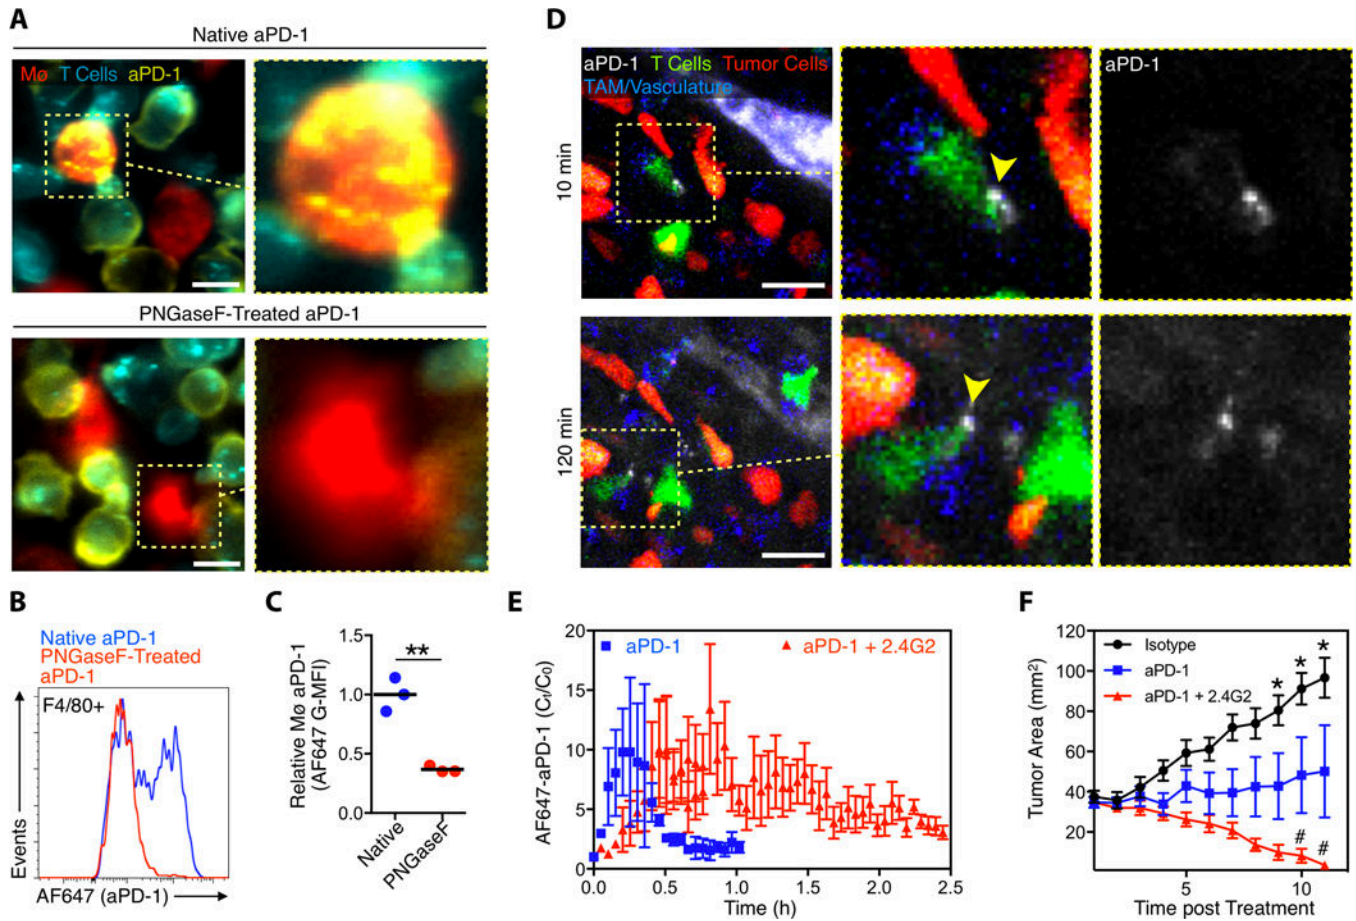 A
Native aPD-1
Mø T Cells aPD-1
PNGaseF-Treated aPD-1
B
Native aPD-1
PNGaseF-Treated
aPD-1
F4/80+
Events
AF647 (aPD-1)
C
Relative Mø aPD-1
(AF647 G-MFI)
1.5
1.0
0.5
0.0
**
Native
PNGaseF
D
aPD-1 T Cells Tumor Cells
TAM/Vasculature
aPD-1
10 min
120 min
E
AF647-aPD-1 (Ct/C0)
20
15
10
5
0
aPD-1
aPD-1 + 2.4G2
0.0 0.5 1.0 1.5 2.0 2.5
Time (h)
F
Tumor Area (mm2)
120
100
80
60
40
20
Isotype
aPD-1
aPD-1 + 2.4G2
* * *
# #
5 10
Time post Treatment